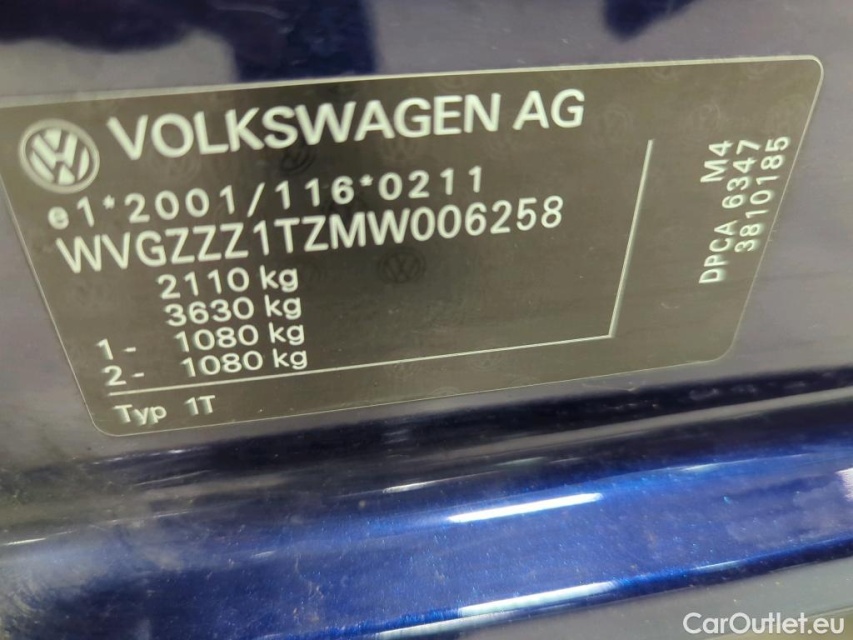 VOLKSWAGEN AG
e1*2001/116*0211
WVGZZZ1TZMW006258
2110 kg
3630 kg
1- 1080 kg
2- 1080 kg
Typ 1T
M4
DPCA 6347
3810185
CarOutlet.eu